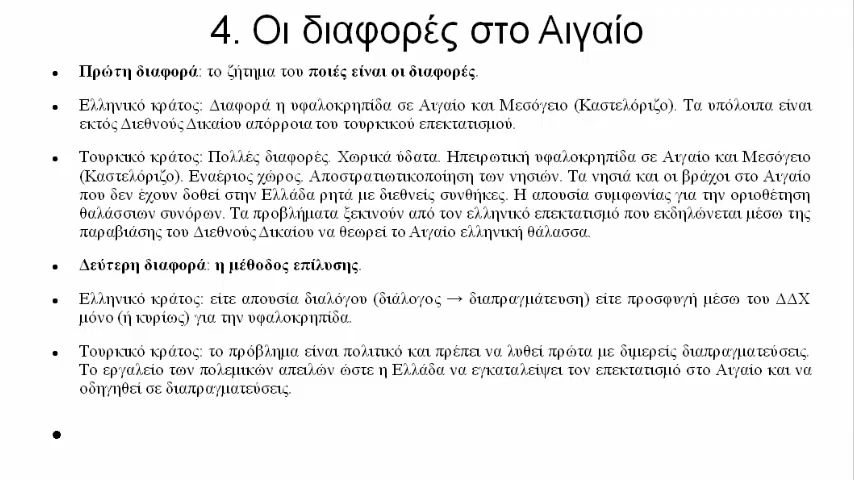 4. Οι διαφορές στο Αιγαίο
• Πρώτη διαφορά: το ζήτημα του ποιές είναι οι διαφορές.
• Ελληνικό κράτος: Διαφορά η υφαλοκρηπίδα σε Αιγαίο και Μεσόγειο (Καστελόριζο). Τα υπόλοιπα είναι
εκτός Διεθνούς Δικαίου απόρροια του τουρκικού επεκτατισμού.
• Τουρκικό κράτος: Πολλές διαφορές. Χωρικά ύδατα. Ηπειρωτική υφαλοκρηπίδα σε Αιγαίο και Μεσόγειο
(Καστελόριζο). Εναέριος χώρος. Αποστρατιωτικοποίηση των νησιών. Τα νησιά και οι βράχοι στο Αιγαίο
που δεν έχουν δοθεί στην Ελλάδα ρητά με διεθνείς συνθήκες. Η απουσία συμφωνίας για την οριοθέτηση
θαλάσσιων συνόρων. Τα προβλήματα ξεκινούν από τον ελληνικό επεκτατισμό που εκδηλώνεται μέσω της
παραβιάσης του Διεθνούς Δικαίου να θεωρεί το Αιγαίο ελληνική θάλασσα.
• Δεύτερη διαφορά: η μέθοδος επίλυσης.
• Ελληνικό κράτος: είτε απουσία διαλόγου (διάλογος → διαπραγμάτευση) είτε προσφυγή μέσω του ΔΔΧ
μόνο (ή κυρίως) για την υφαλοκρηπίδα.
• Τουρκικό κράτος: το πρόβλημα είναι πολιτικό και πρέπει να λυθεί πρώτα με διμερείς διαπραγματεύσεις.
Το εργαλείο των πολεμικών απειλών ώστε η Ελλάδα να εγκαταλείψει τον επεκτατισμό στο Αιγαίο και να
οδηγηθεί σε διαπραγματεύσεις.
•